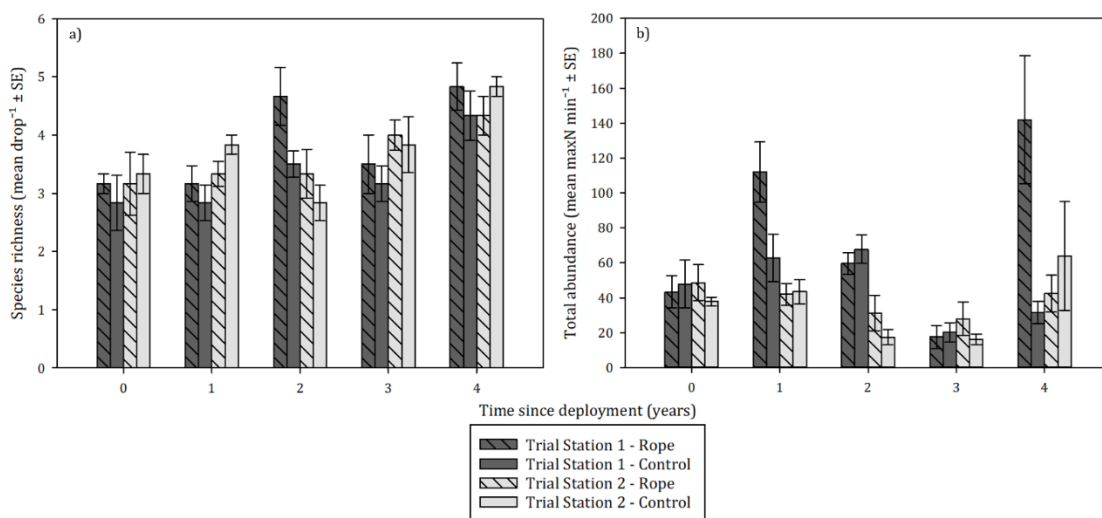 a)
Species richness (mean drop⁻¹ ± SE)
6
5
4
3
2
1
0
0 1 2 3 4
b)
Total abundance (mean maxN min⁻¹ ± SE)
200
180
160
140
120
100
80
60
40
20
0
0 1 2 3 4
Time since deployment (years)
Trial Station 1 - Rope
Trial Station 1 - Control
Trial Station 2 - Rope
Trial Station 2 - Control